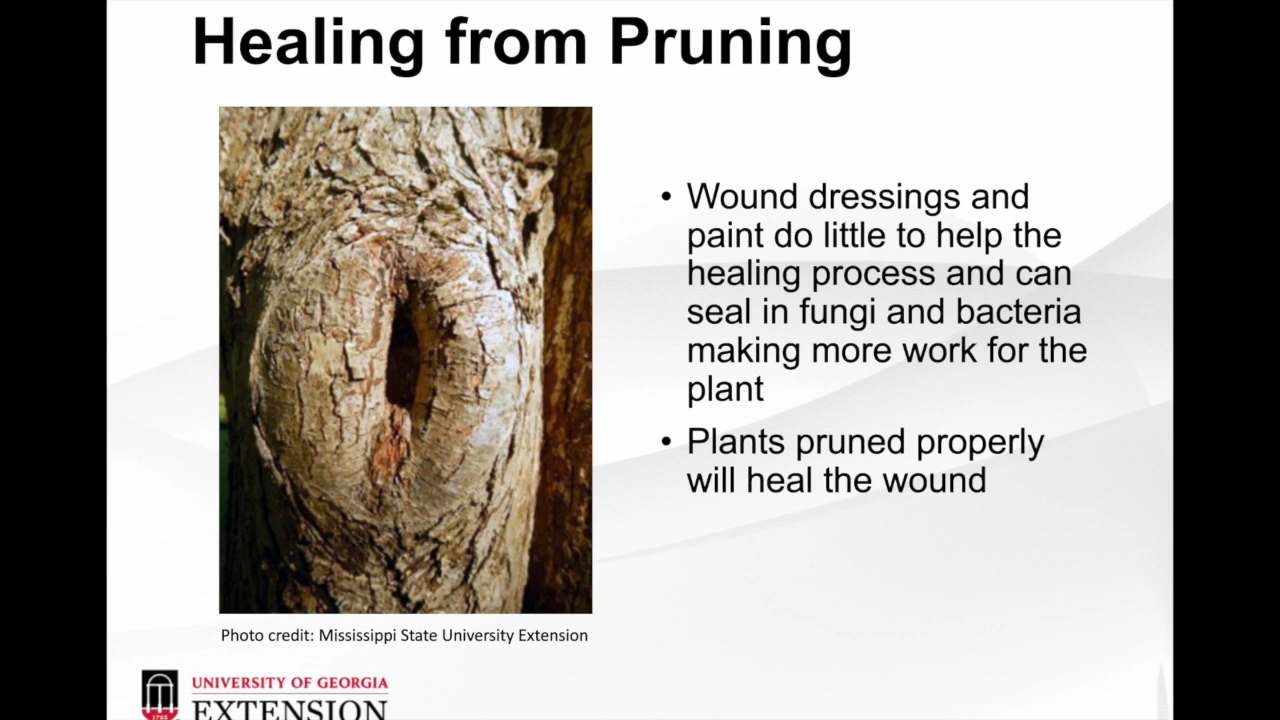 Healing from Pruning
• Wound dressings and
paint do little to help the
healing process and can
seal in fungi and bacteria
making more work for the
plant
• Plants pruned properly
will heal the wound
Photo credit: Mississippi State University Extension
UNIVERSITY OF GEORGIA
EXTENSION
1785